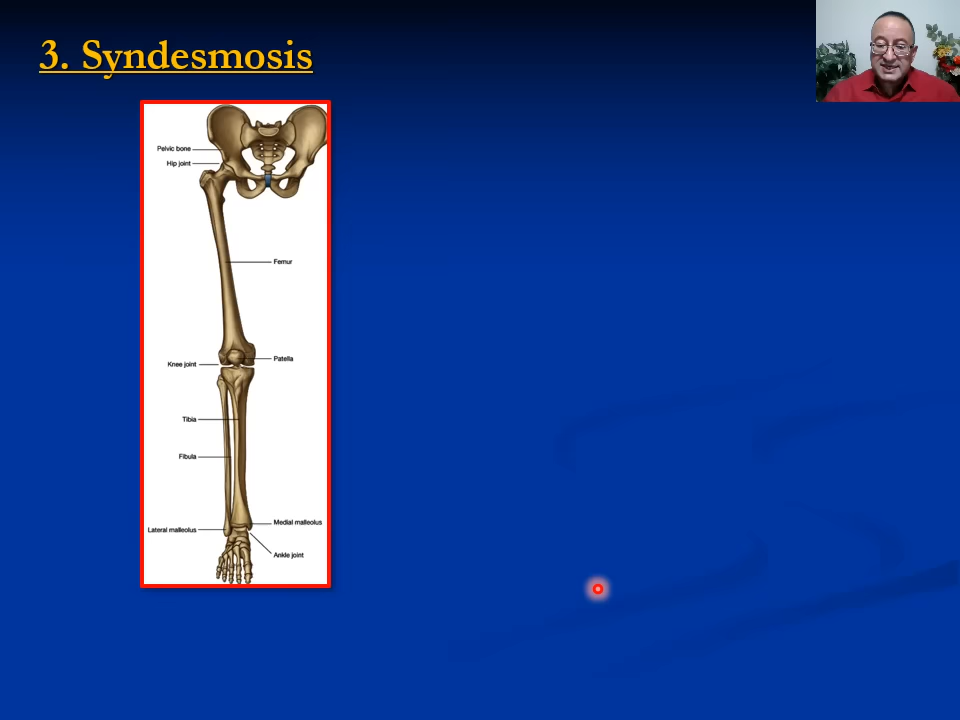 3. Syndesmosis
Pelvic bone
Hip joint
Femur
Patella
Knee joint
Tibia
Fibula
Medial malleolus
Lateral malleolus
Ankle joint